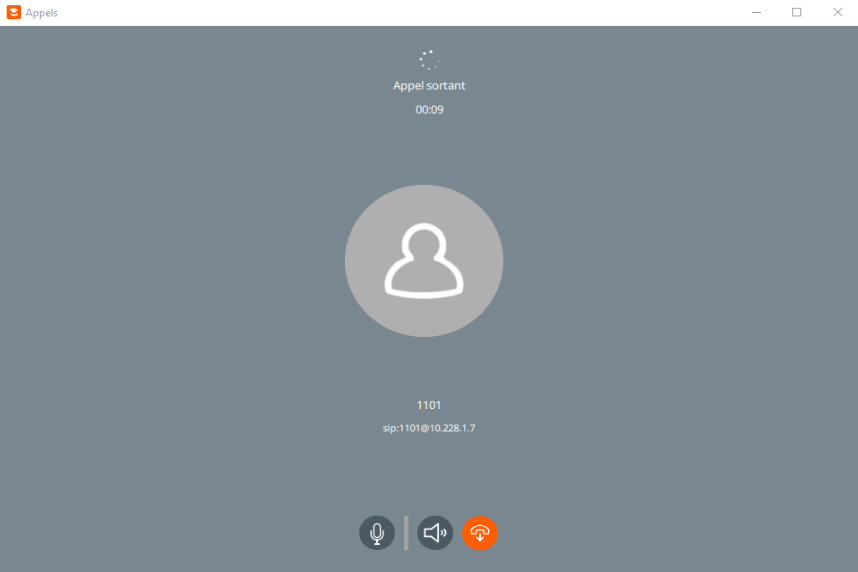 Appels
Appel sortant
00:09
1101
sip:1101@10.228.1.7